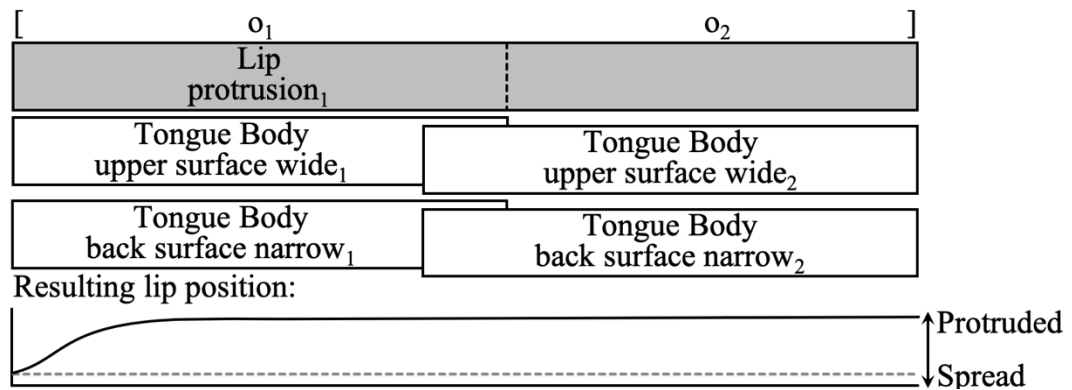 [ o₁ o₂ ]
Lip
protrusion₁
Tongue Body
upper surface wide₁
Tongue Body
upper surface wide₂
Tongue Body
back surface narrow₁
Tongue Body
back surface narrow₂
Resulting lip position:
Protruded
Spread